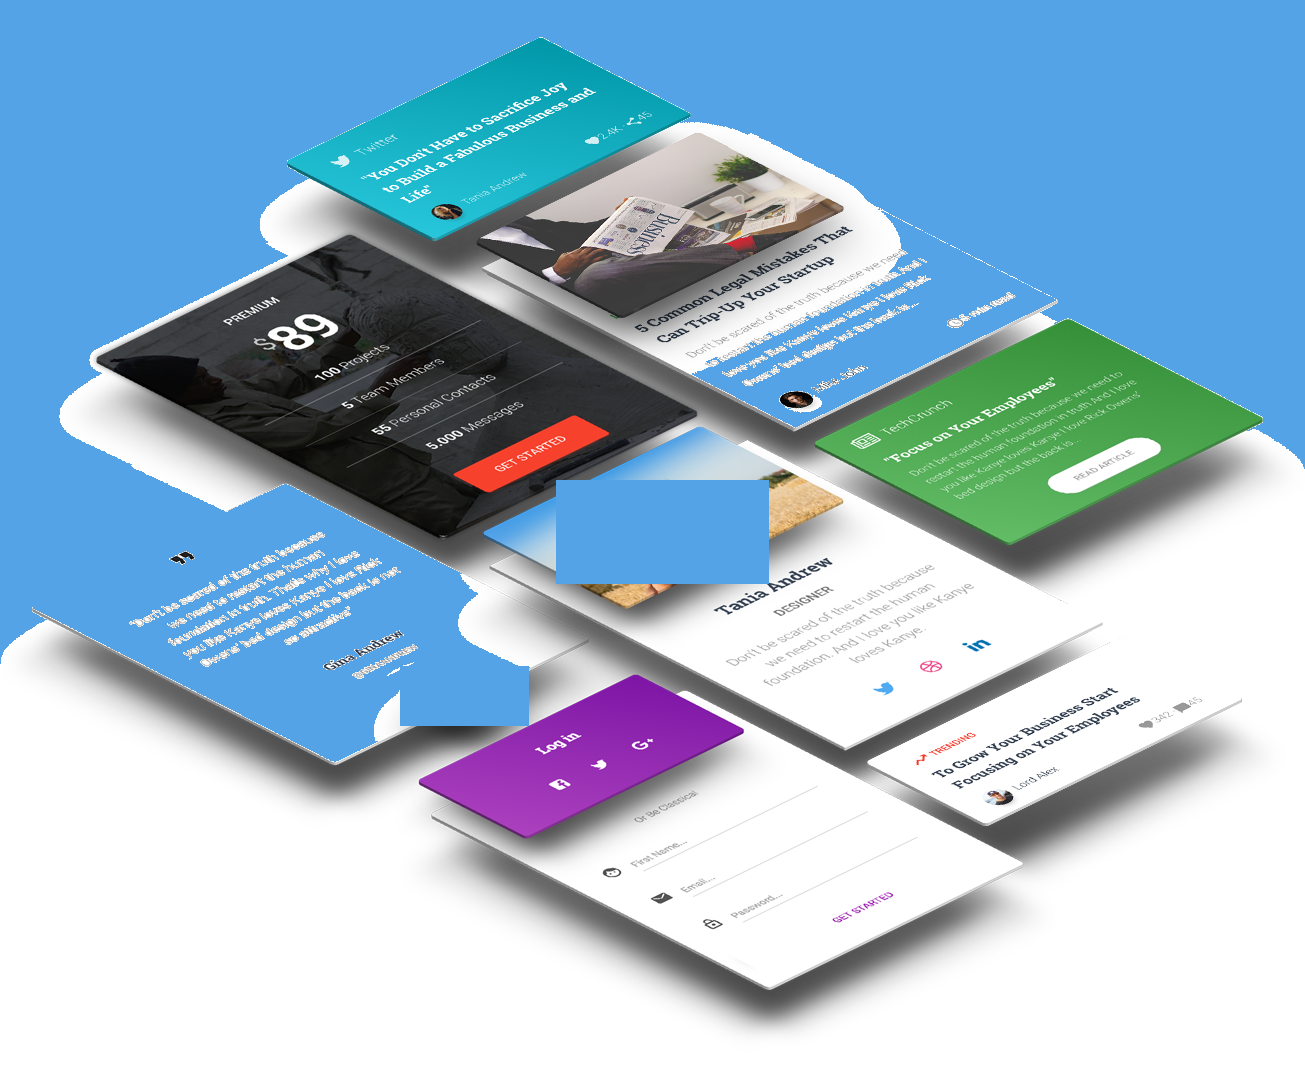 Twitter
"You Don't Have to Sacrifice Joy
to Build a Fabulous Business and
Life"
Tania Andrew
2.4K
45
Business
5 Common Legal Mistakes That
Can Trip-Up Your Startup
Don't be scared of the truth because we need
PREMIUM
$89
100 Projects
5 Team Members
55 Personal Contacts
5.000 Messages
GET STARTED
TechCrunch
"Focus on Your Employees"
Don't be scared of the truth because we need to
restart the human foundation in truth And I love
you like Kanye loves Kanye I love Rick Owens'
bed design but the back is...
READ ARTICLE
"Don't be scared of the truth because
we need to restart the human
foundation in truth. Thats why I love
you like Kanye loves Kanye I love Rick
Owens' bed design but the back is not
an attractive"
Gina Andrew
Tania Andrew
DESIGNER
Don't be scared of the truth because
we need to restart the human
foundation. And I love you like Kanye
loves Kanye.
in
TRENDING
To Grow Your Business Start
Focusing on Your Employees
Lord Alex
342
45
Log in
G+
Or Be Classical
First Name...
Email...
Password...
GET STARTED